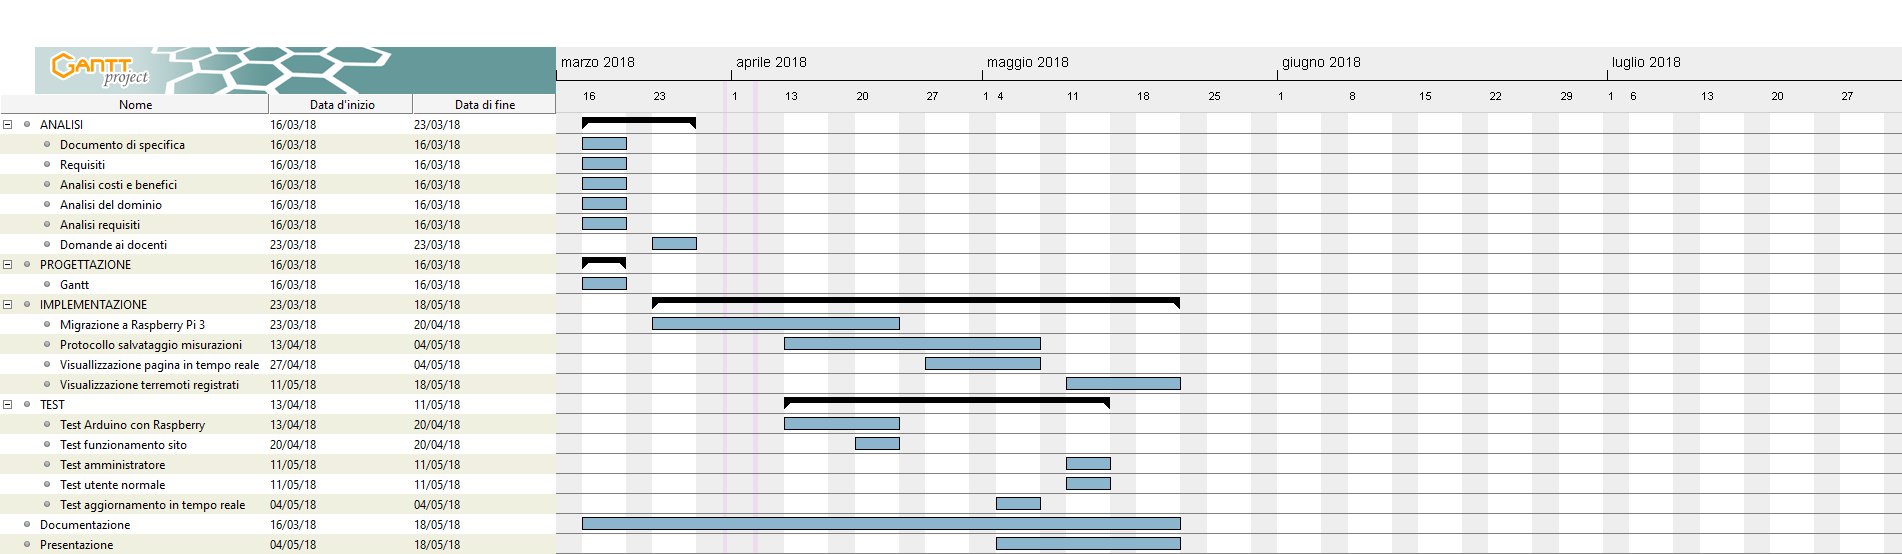 GANTT
project
marzo 2018 aprile 2018 maggio 2018 giugno 2018 luglio 2018
16 23 1 13 20 27 1 4 11 18 25 1 8 15 22 29 1 6 13 20 27
Nome Data d'inizio Data di fine
ANALISI 16/03/18 23/03/18
Documento di specifica 16/03/18 16/03/18
Requisiti 16/03/18 16/03/18
Analisi costi e benefici 16/03/18 16/03/18
Analisi del dominio 16/03/18 16/03/18
Analisi requisiti 16/03/18 16/03/18
Domande ai docenti 23/03/18 23/03/18
PROGETTAZIONE 16/03/18 16/03/18
Gantt 16/03/18 16/03/18
IMPLEMENTAZIONE 23/03/18 18/05/18
Migrazione a Raspberry Pi 3 23/03/18 20/04/18
Protocollo salvataggio misurazioni 13/04/18 04/05/18
Visuallizzazione pagina in tempo reale 27/04/18 04/05/18
Visualizzazione terremoti registrati 11/05/18 18/05/18
TEST 13/04/18 11/05/18
Test Arduino con Raspberry 13/04/18 20/04/18
Test funzionamento sito 20/04/18 20/04/18
Test amministratore 11/05/18 11/05/18
Test utente normale 11/05/18 11/05/18
Test aggiornamento in tempo reale 04/05/18 04/05/18
Documentazione 16/03/18 18/05/18
Presentazione 04/05/18 18/05/18